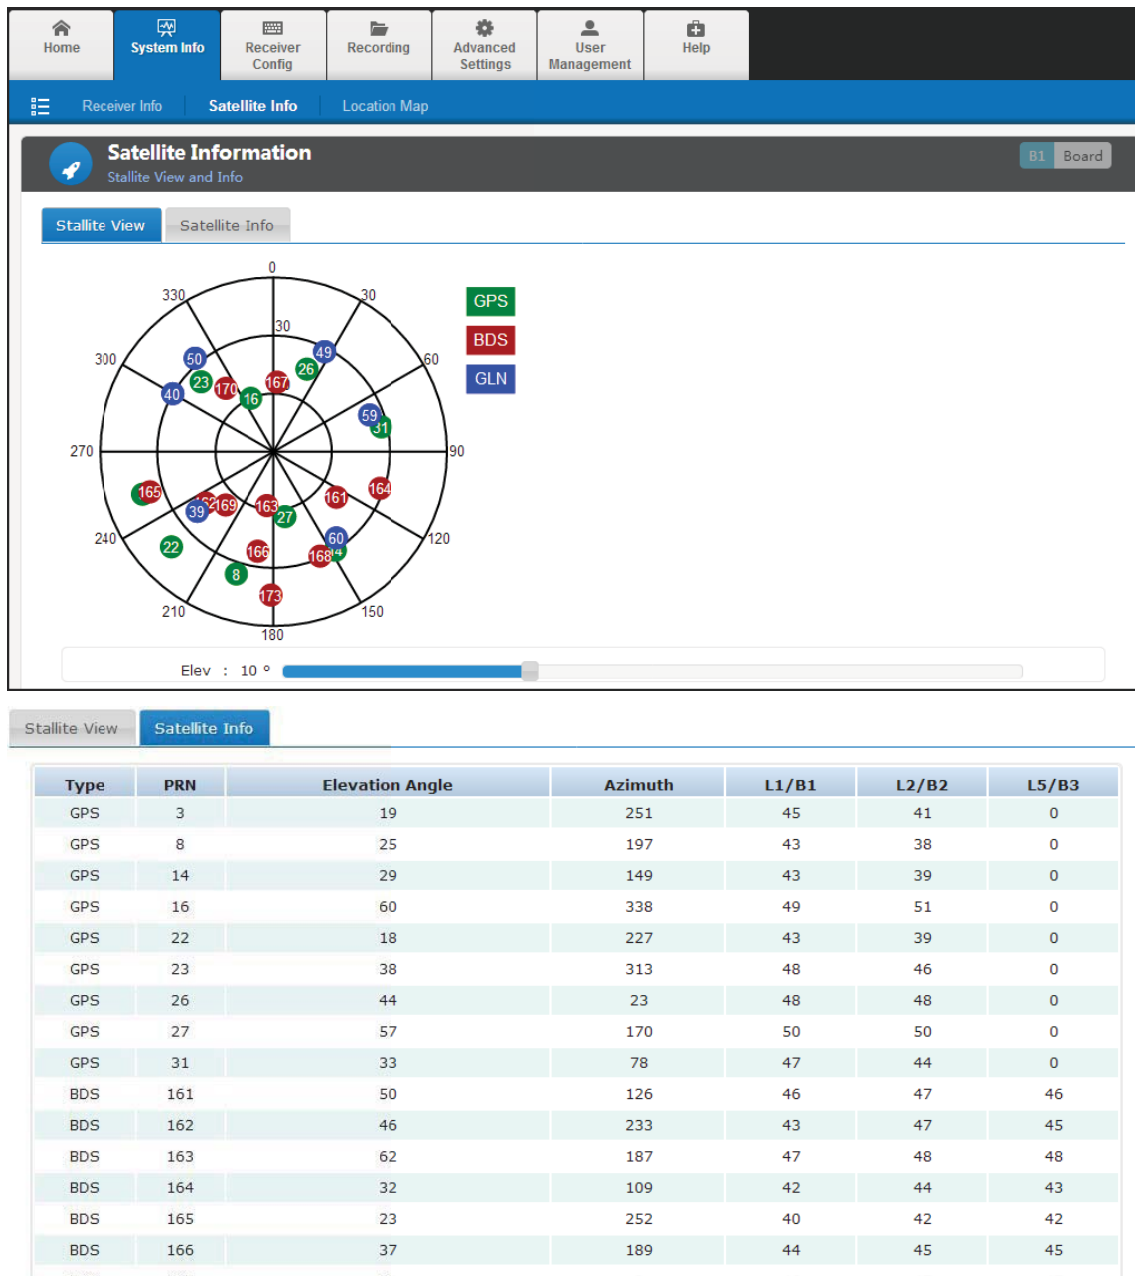 Home System Info Receiver Config Recording Advanced Settings User Management Help
Receiver Info Satellite Info Location Map
Satellite Information
Stallite View and Info
B1 Board
Stallite View Satellite Info
0
330 30
30
300 60
270 90
240 120
210 150
180
GPS
BDS
GLN
50 49
23 170 167 26
40 16
59
31
165 164
162 169 163 161
39 27
60
22 166 168
8
173
Elev : 10 °
Stallite View Satellite Info
Type PRN Elevation Angle Azimuth L1/B1 L2/B2 L5/B3
GPS 3 19 251 45 41 0
GPS 8 25 197 43 38 0
GPS 14 29 149 43 39 0
GPS 16 60 338 49 51 0
GPS 22 18 227 43 39 0
GPS 23 38 313 48 46 0
GPS 26 44 23 48 48 0
GPS 27 57 170 50 50 0
GPS 31 33 78 47 44 0
BDS 161 50 126 46 47 46
BDS 162 46 233 43 47 45
BDS 163 62 187 47 48 48
BDS 164 32 109 42 44 43
BDS 165 23 252 40 42 42
BDS 166 37 189 44 45 45